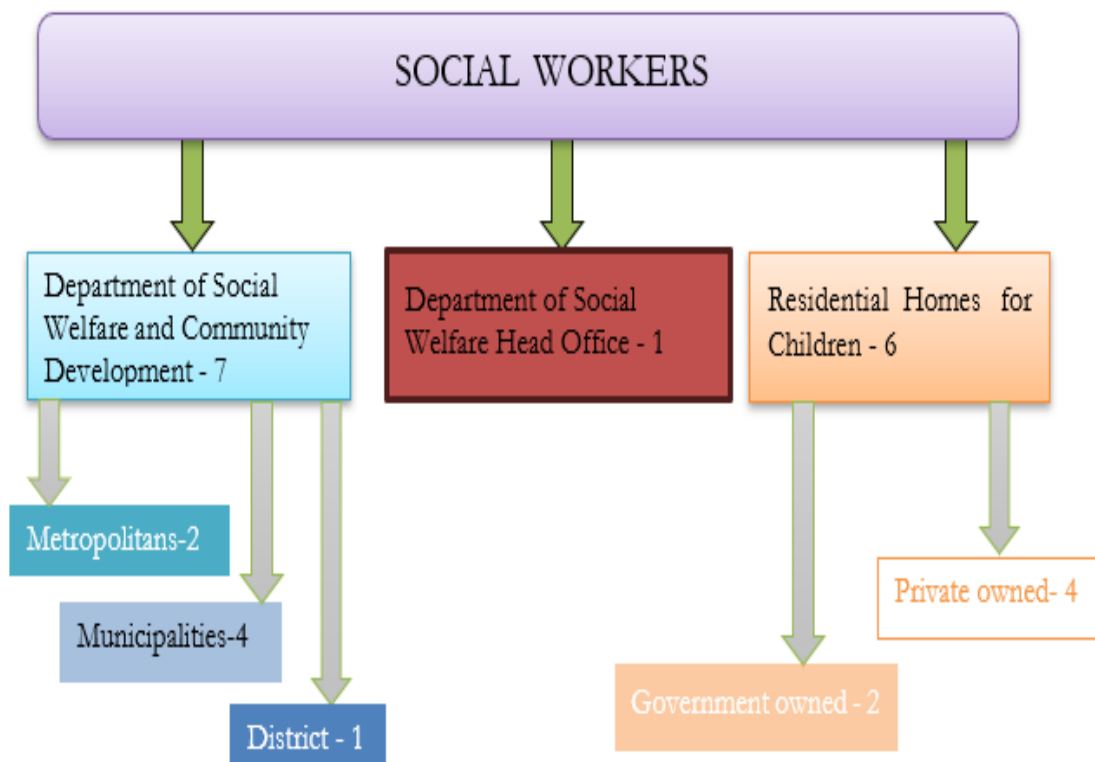 SOCIAL WORKERS
Department of Social
Welfare and Community
Development - 7
Department of Social
Welfare Head Office - 1
Residential Homes for
Children - 6
Metropolitans-2
Municipalities-4
District - 1
Private owned- 4
Government owned - 2